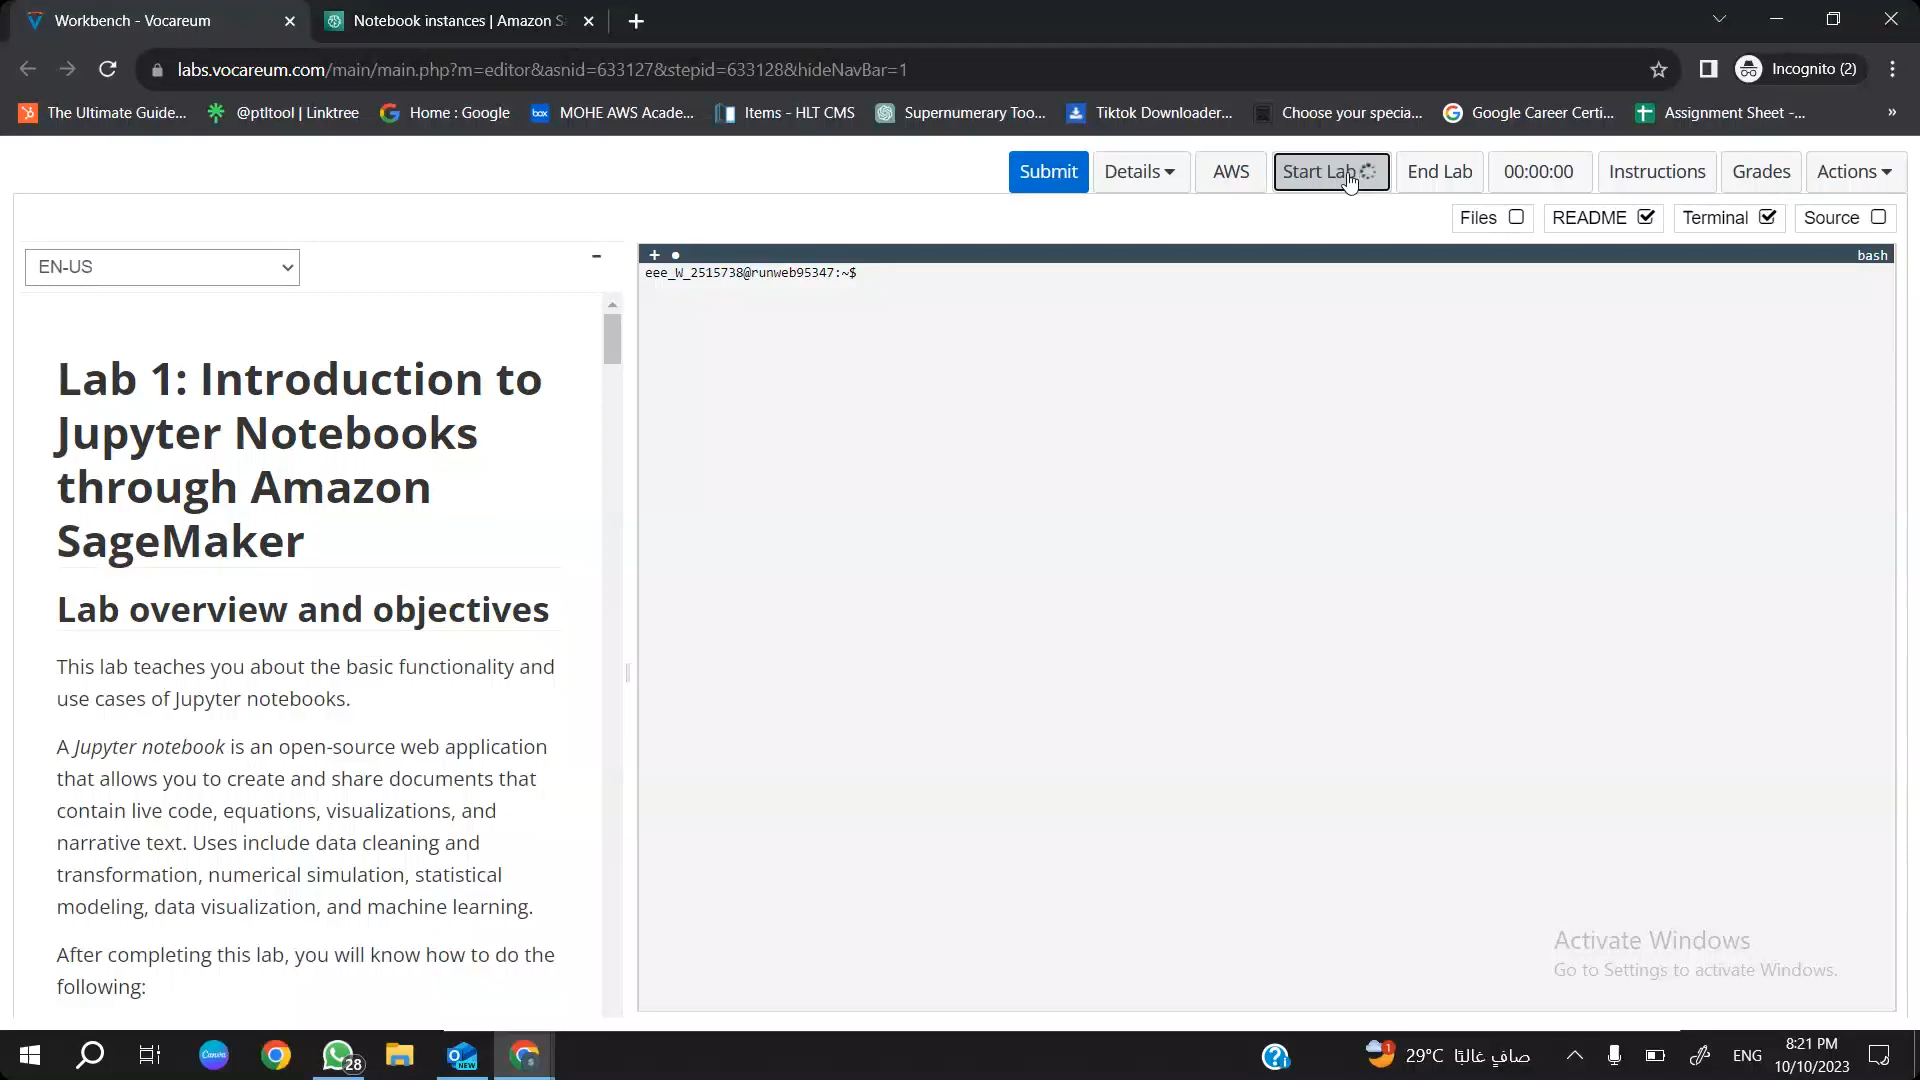 Workbench - Vocareum
Notebook instances | Amazon S
labs.vocareum.com/main/main.php?m=editor&asnid=633127&stepid=633128&hideNavBar=1
Incognito (2)
The Ultimate Guide...
@ptltool | Linktree
Home : Google
box
MOHE AWS Acade...
Items - HLT CMS
Supernumerary Too...
Tiktok Downloader...
Choose your specia...
Google Career Certi...
Assignment Sheet -...
»
Submit
Details
AWS
Start Lab
End Lab
00:00:00
Instructions
Grades
Actions
Files
README
Terminal
Source
EN-US
-
+
bash
eee_W_2515738@runweb95347:~$
Lab 1: Introduction to
Jupyter Notebooks
through Amazon
SageMaker
Lab overview and objectives
This lab teaches you about the basic functionality and
use cases of Jupyter notebooks.
A Jupyter notebook is an open-source web application
that allows you to create and share documents that
contain live code, equations, visualizations, and
narrative text. Uses include data cleaning and
transformation, numerical simulation, statistical
modeling, data visualization, and machine learning.
After completing this lab, you will know how to do the
following:
Activate Windows
Go to Settings to activate Windows.
Canva
28
NEW
1
29°C صافٍ غالبًا
ENG
8:21 PM
10/10/2023